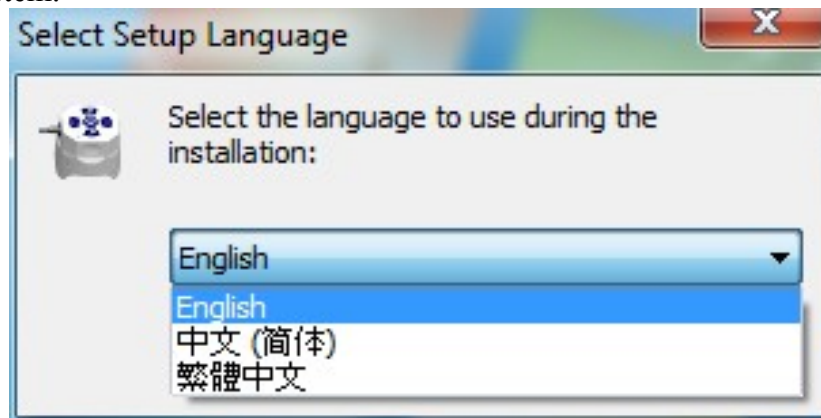 Select Setup Language
Select the language to use during the
installation:
English
English
中文 (简体)
繁體中文